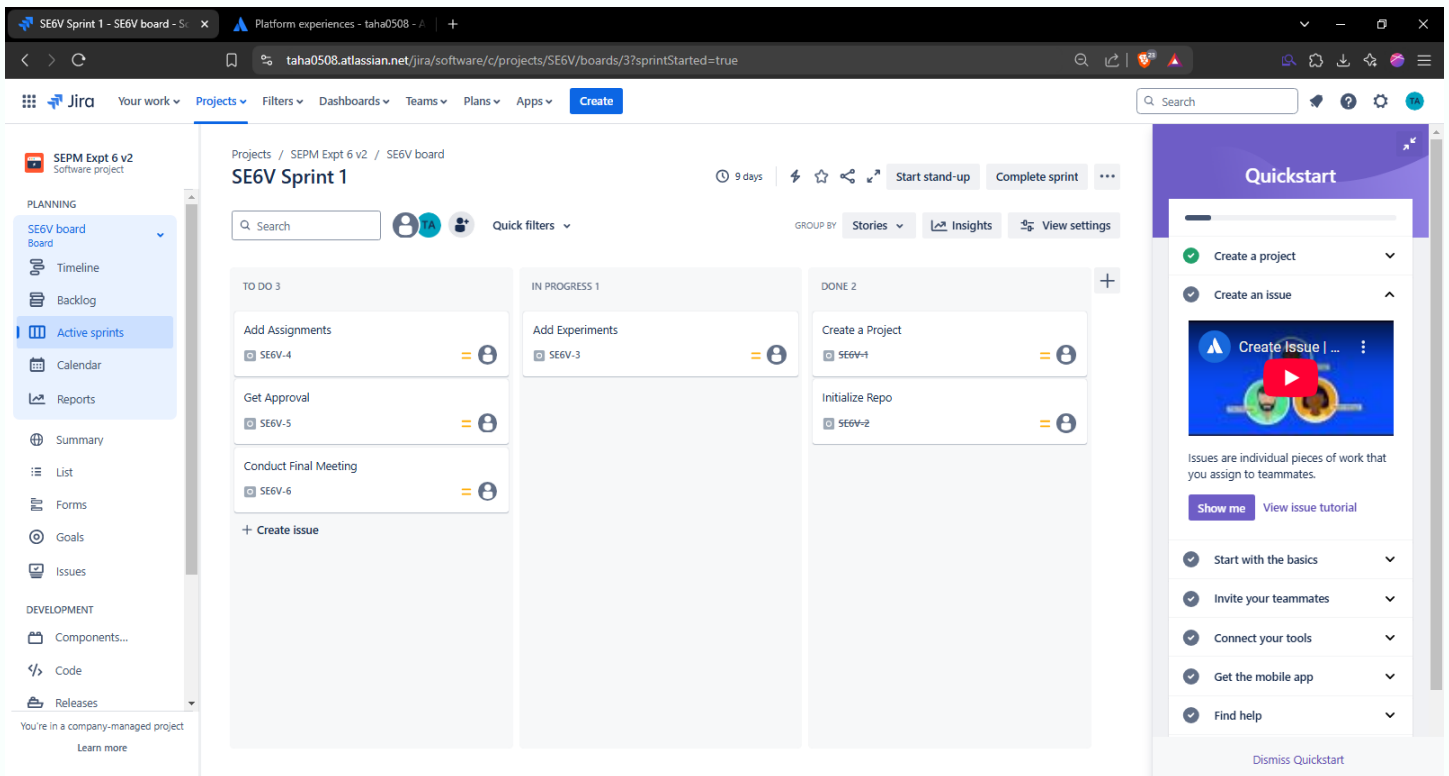 SE6V Sprint 1 - SE6V board - Sc
Platform experiences - taha0508 - A
taha0508.atlassian.net/jira/software/c/projects/SE6V/boards/3?sprintStarted=true
25
Jira
Your work
Projects
Filters
Dashboards
Teams
Plans
Apps
Create
Search
TA
SEPM Expt 6 v2
Software project
PLANNING
SE6V board
Board
Timeline
Backlog
Active sprints
Calendar
Reports
Summary
List
Forms
Goals
Issues
DEVELOPMENT
Components...
Code
Releases
You're in a company-managed project
Learn more
Projects / SEPM Expt 6 v2 / SE6V board
SE6V Sprint 1
9 days
Start stand-up
Complete sprint
Search
TA
Quick filters
GROUP BY
Stories
Insights
View settings
TO DO 3
Add Assignments
SE6V-4
Get Approval
SE6V-5
Conduct Final Meeting
SE6V-6
+ Create issue
IN PROGRESS 1
Add Experiments
SE6V-3
DONE 2
Create a Project
SE6V-1
Initialize Repo
SE6V-2
Quickstart
Create a project
Create an issue
Create Issue | ...
Issues are individual pieces of work that
you assign to teammates.
Show me
View issue tutorial
Start with the basics
Invite your teammates
Connect your tools
Get the mobile app
Find help
Dismiss Quickstart